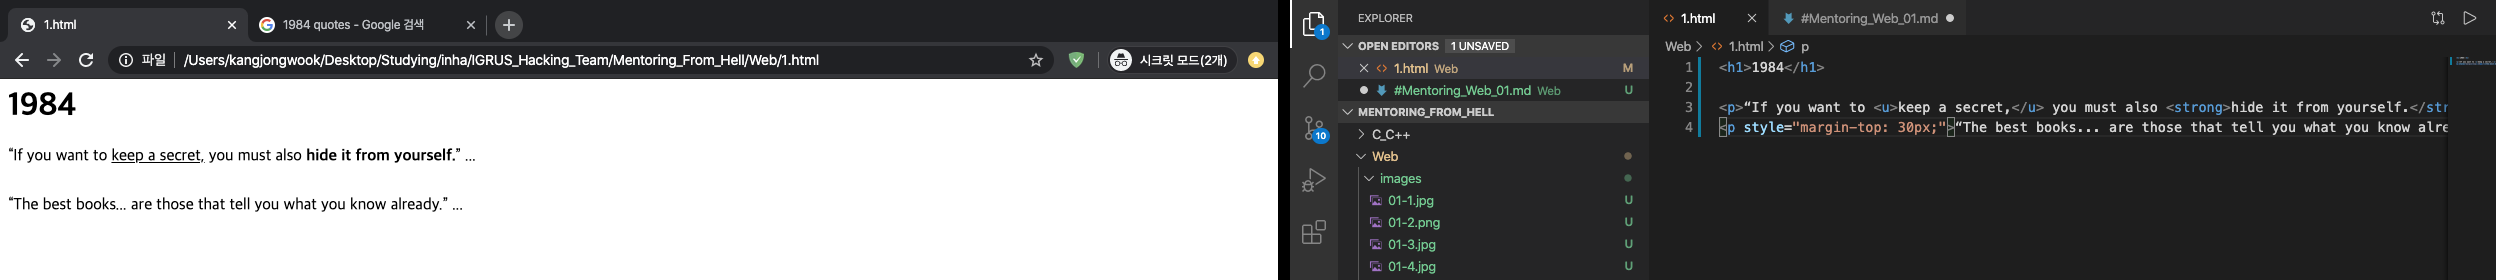 1.html
1984 quotes - Google 검색
파일
/Users/kangjongwook/Desktop/Studying/inha/IGRUS_Hacking_Team/Mentoring_From_Hell/Web/1.html
시크릿 모드(2개)
1984
“If you want to keep a secret, you must also hide it from yourself.” ...
“The best books... are those that tell you what you know already.” ...
1
10
EXPLORER
OPEN EDITORS 1 UNSAVED
1.html Web M
#Mentoring_Web_01.md Web U
MENTORING_FROM_HELL
C_C++
Web
images
01-1.jpg U
01-2.png U
01-3.jpg U
01-4.jpg U
1.html
#Mentoring_Web_01.md
Web > 1.html > p
1 <h1>1984</h1>
2
3 <p>“If you want to <u>keep a secret,</u> you must also <strong>hide it from yourself.</str
4 <p style="margin-top: 30px;">“The best books... are those that tell you what you know alre